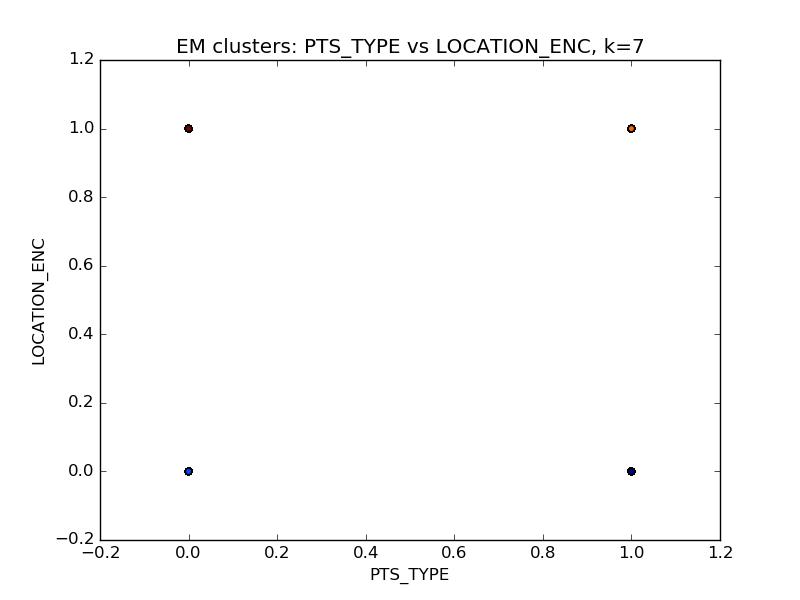 EM clusters: PTS_TYPE vs LOCATION_ENC, k=7
1.2
1.0
0.8
0.6
0.4
0.2
0.0
−0.2
LOCATION_ENC
−0.2 0.0 0.2 0.4 0.6 0.8 1.0 1.2
PTS_TYPE